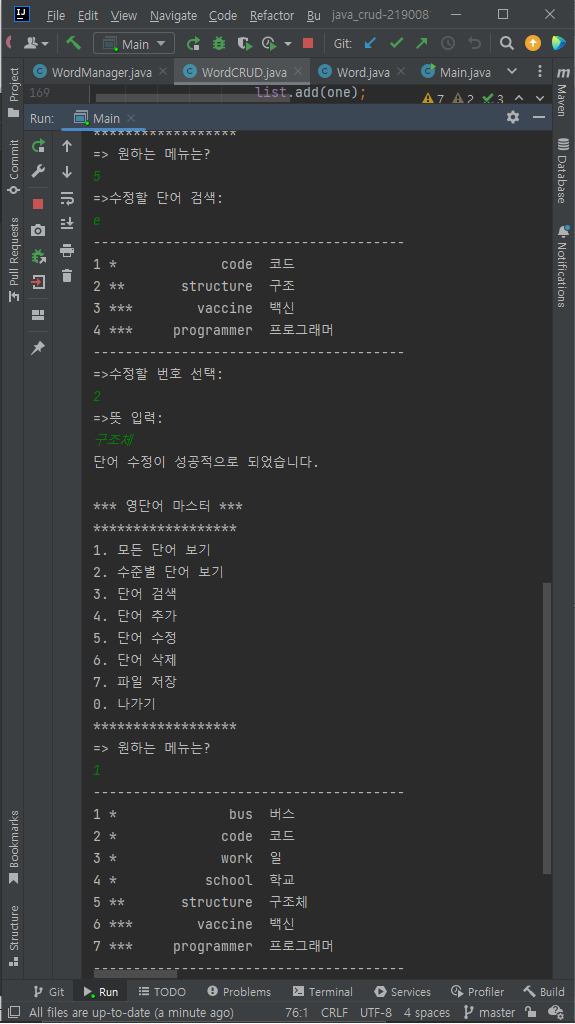 File Edit View Navigate Code Refactor Bu java_crud-219008
Main Git:
WordManager.java WordCRUD.java Word.java Main.java
169 list.add(one); 7 2 3
Run: Main
******************
=> 원하는 메뉴는?
5
=>수정할 단어 검색:
e
---------------------------------------
1 * code 코드
2 ** structure 구조
3 *** vaccine 백신
4 *** programmer 프로그래머
---------------------------------------
=>수정할 번호 선택:
2
=>뜻 입력:
구조체
단어 수정이 성공적으로 되었습니다.
*** 영단어 마스터 ***
******************
1. 모든 단어 보기
2. 수준별 단어 보기
3. 단어 검색
4. 단어 추가
5. 단어 수정
6. 단어 삭제
7. 파일 저장
0. 나가기
******************
=> 원하는 메뉴는?
1
---------------------------------------
1 * bus 버스
2 * code 코드
3 * work 일
4 * school 학교
5 ** structure 구조체
6 *** vaccine 백신
7 *** programmer 프로그래머
---------------------------------------
Project
Commit
Pull Requests
Bookmarks
Structure
m
Maven
Database
Notifications
Git Run TODO Problems Terminal Services Profiler Build
All files are up-to-date (a minute ago) 76:1 CRLF UTF-8 4 spaces master